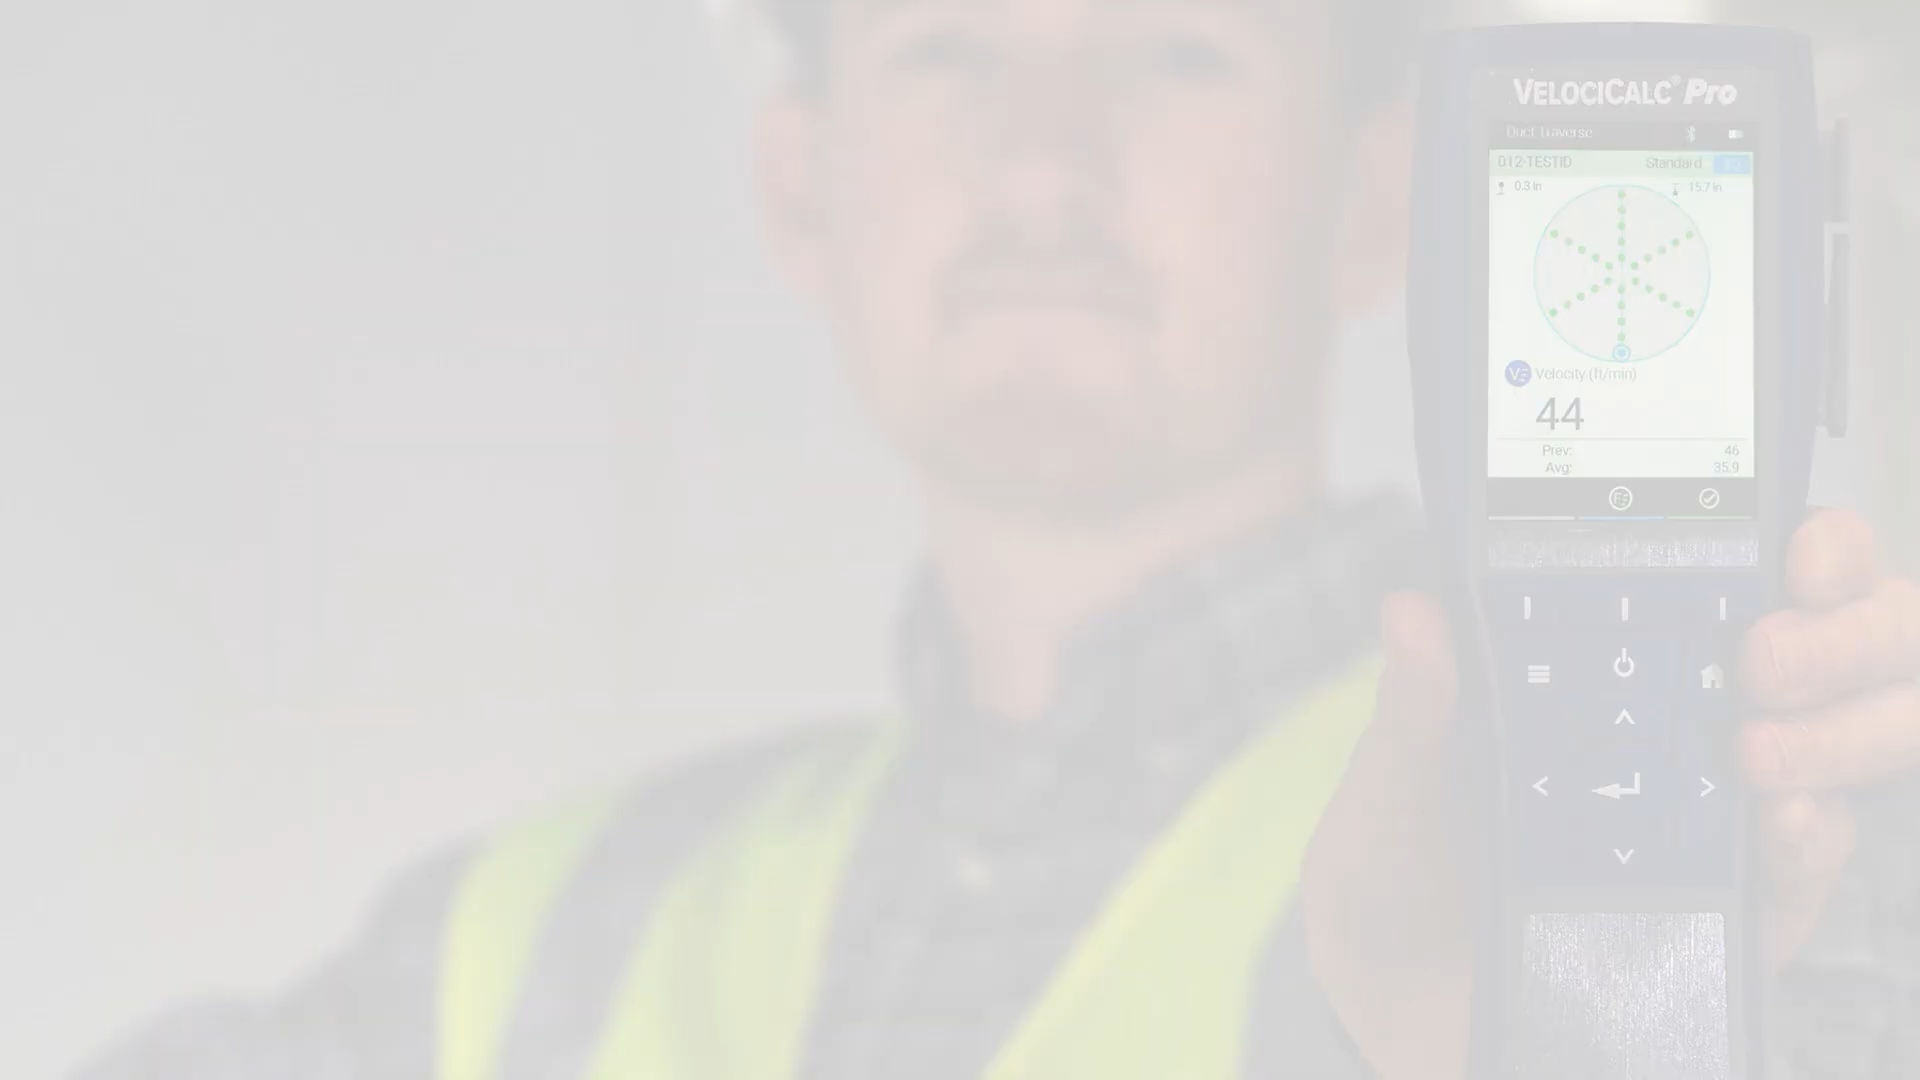 VELOCICALC® Pro
Duct Traverse
012-TESTID Standard
0.3 in 15.7 in
Velocity (ft/min)
44
Prev: 46
Avg: 35.9